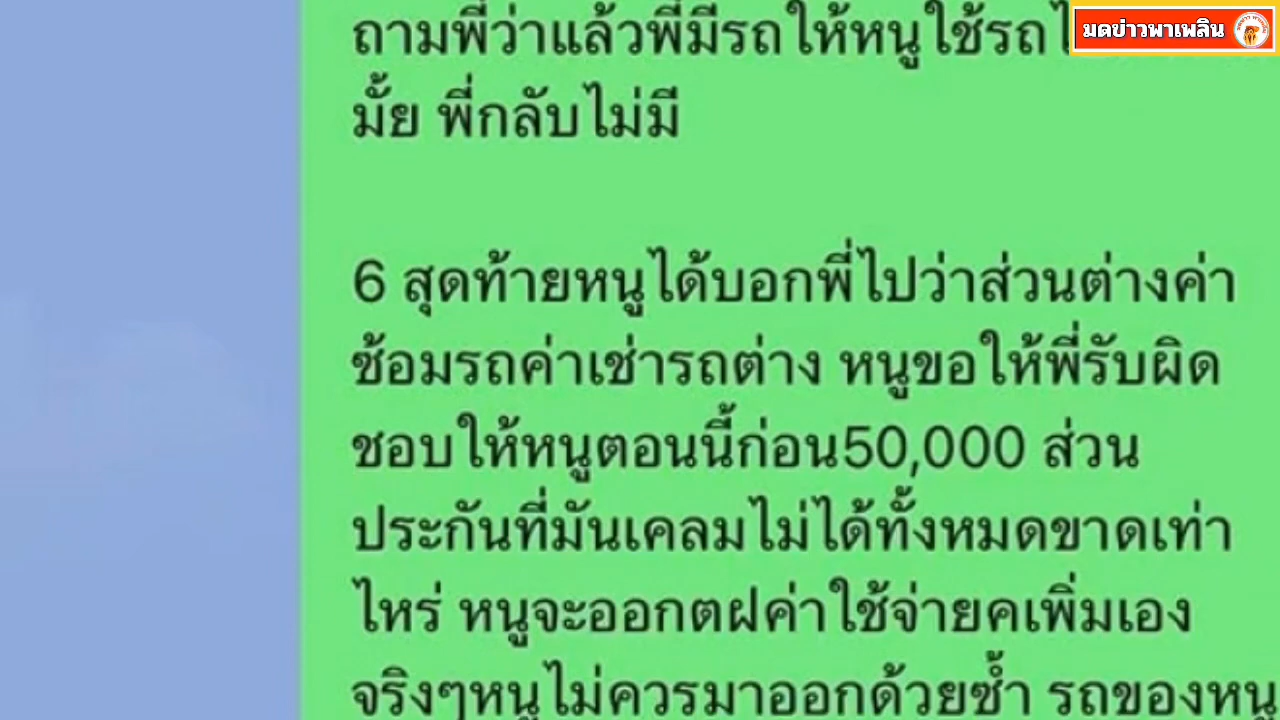 มดข่าวพาเพลิน
ถามพี่ว่าแล้วพี่มีรถให้หนูใช้รถ
มั้ย พี่กลับไม่มี
6 สุดท้ายหนูได้บอกพี่ไปว่าส่วนต่างค่า
ซ้อมรถค่าเช่ารถต่าง หนูขอให้พี่รับผิด
ชอบให้หนูตอนนี้ก่อน50,000 ส่วน
ประกันที่มันเคลมไม่ได้ทั้งหมดขาดเท่า
ไหร่ หนูจะออกตฝค่าใช้จ่ายคเพิ่มเอง
จริงๆหนูไม่ควรมาออกด้วยซ้ำ รถของหนู